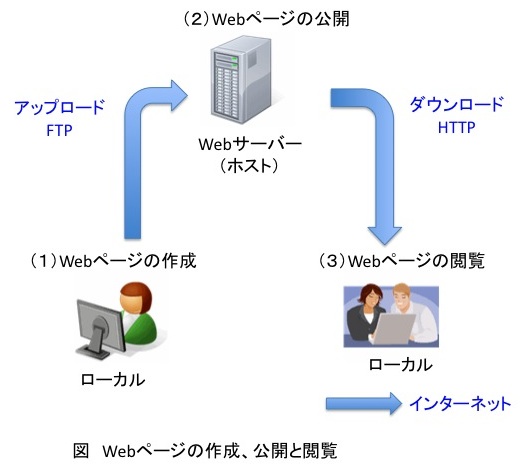 （２）Webページの公開
アップロード
FTP
ダウンロード
HTTP
Webサーバー
（ホスト）
（１）Webページの作成
（３）Webページの閲覧
ローカル
ローカル
インターネット
図　Webページの作成、公開と閲覧